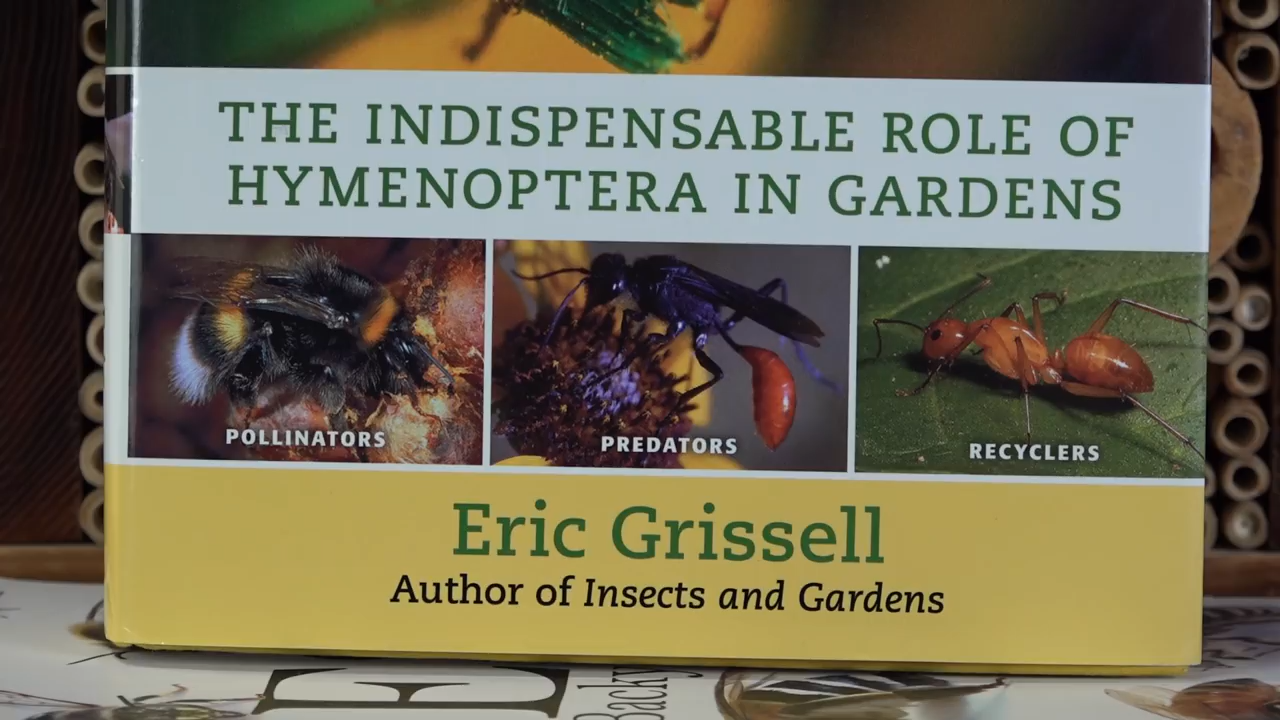 THE INDISPENSABLE ROLE OF
HYMENOPTERA IN GARDENS
POLLINATORS
PREDATORS
RECYCLERS
Eric Grissell
Author of Insects and Gardens